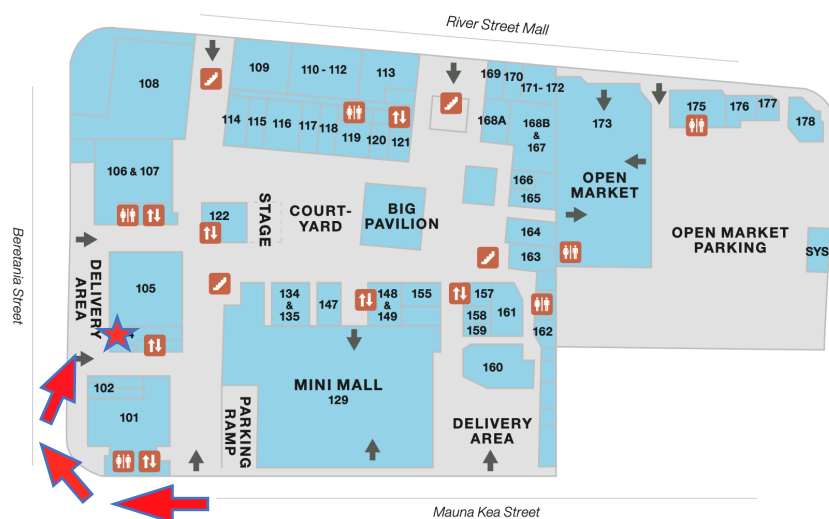 River Street Mall
108
109
110 - 112
113
169
170
171- 172
114
115
116
117
118
119
120
121
168A
168B
&
167
173
175
176
177
178
106 & 107
OPEN
MARKET
166
165
122
STAGE
COURT-
YARD
BIG
PAVILION
164
163
OPEN MARKET
PARKING
SYS
Beretania Street
DELIVERY
AREA
105
134
&
135
147
148
&
149
155
157
158
159
161
162
160
102
101
MINI MALL
129
PARKING
RAMP
DELIVERY
AREA
Mauna Kea Street